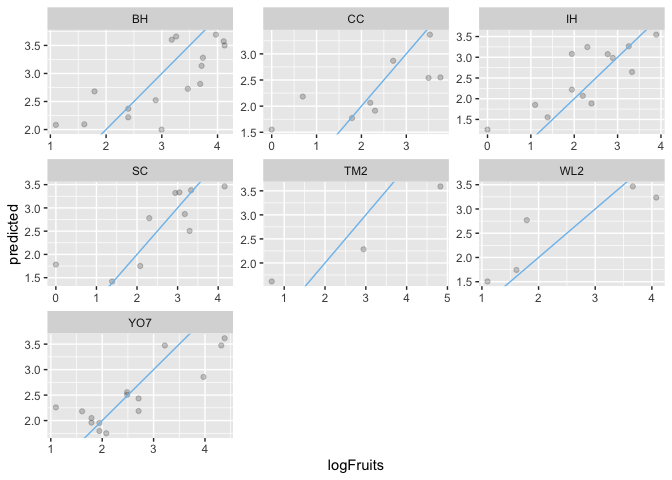 BH CC IH
3.5 3.0 2.5 2.0
3.0 2.5 2.0 1.5
3.5 3.0 2.5 2.0 1.5
1 2 3 4 0 1 2 3 4 0 1 2 3 4
SC TM2 WL2
3.5 3.0 2.5 2.0 1.5
3.5 3.0 2.5 2.0
3.5 3.0 2.5 2.0 1.5
predicted
0 1 2 3 4 1 2 3 4 5 1 2 3 4
YO7
3.5 3.0 2.5 2.0
1 2 3 4
logFruits